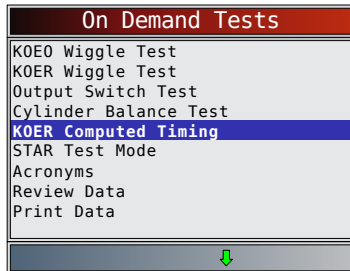 On Demand Tests
KOEO Wiggle Test
KOER Wiggle Test
Output Switch Test
Cylinder Balance Test
KOER Computed Timing
STAR Test Mode
Acronyms
Review Data
Print Data